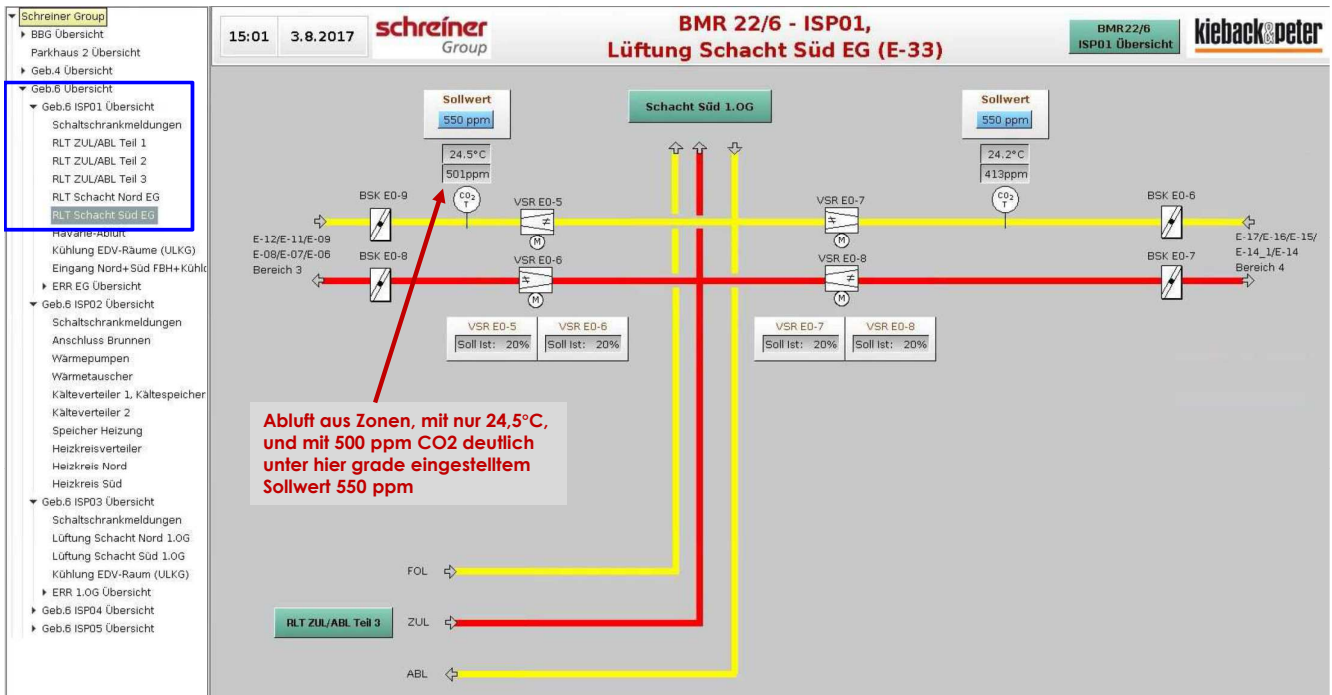 Schreiner Group
BBG Übersicht
Parkhaus 2 Übersicht
Geb.4 Übersicht
Geb.6 Übersicht
Geb.6 ISP01 Übersicht
Schaltschrankmeldungen
RLT ZUL/ABL Teil 1
RLT ZUL/ABL Teil 2
RLT ZUL/ABL Teil 3
RLT Schacht Nord EG
RLT Schacht Süd EG
Havarie-Abluft
Kühlung EDV-Räume (ULKG)
Eingang Nord+Süd FBH+Kühlc
ERR EG Übersicht
Geb.6 ISP02 Übersicht
Schaltschrankmeldungen
Anschluss Brunnen
Wärmepumpen
Wärmetauscher
Kälteverteiler 1, Kältespeicher
Kälteverteiler 2
Speicher Heizung
Heizkreisverteiler
Heizkreis Nord
Heizkreis Süd
Geb.6 ISP03 Übersicht
Schaltschrankmeldungen
Lüftung Schacht Nord 1.OG
Lüftung Schacht Süd 1.OG
Kühlung EDV-Raum (ULKG)
ERR 1.OG Übersicht
Geb.6 ISP04 Übersicht
Geb.6 ISP05 Übersicht
15:01 3.8.2017
schreiner
Group
BMR 22/6 - ISP01,
Lüftung Schacht Süd EG (E-33)
BMR22/6
ISP01 Übersicht
kieback&peter
Sollwert
550 ppm
24.5°C
501ppm
CO2
T
Schacht Süd 1.OG
Sollwert
550 ppm
24.2°C
413ppm
CO2
T
BSK E0-9
VSR E0-5
M
VSR E0-7
M
BSK E0-6
E-12/E-11/E-09
E-08/E-07/E-06
Bereich 3
E-17/E-16/E-15/
E-14_1/E-14
Bereich 4
BSK E0-8
VSR E0-6
M
VSR E0-8
M
BSK E0-7
VSR E0-5
Soll Ist: 20%
VSR E0-6
Soll Ist: 20%
VSR E0-7
Soll Ist: 20%
VSR E0-8
Soll Ist: 20%
Abluft aus Zonen, mit nur 24,5°C,
und mit 500 ppm CO2 deutlich
unter hier grade eingestelltem
Sollwert 550 ppm
FOL
RLT ZUL/ABL Teil 3
ZUL
ABL